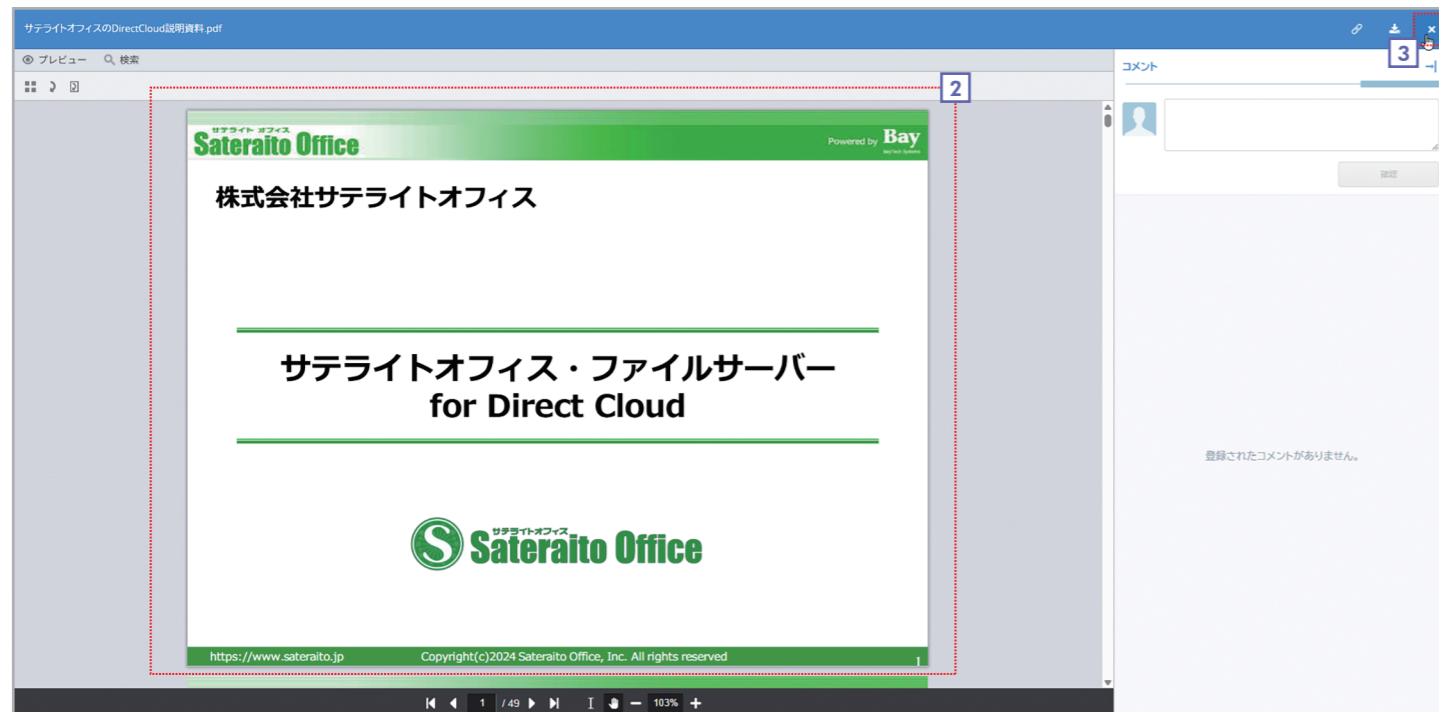 サテライトオフィスのDirectCloud説明資料.pdf
3
プレビュー 検索
コメント
2
サテライト オフィス
Sateraito Office
Powered by Bay
BayTech Systems
確認
株式会社サテライトオフィス
サテライトオフィス・ファイルサーバー
for Direct Cloud
登録されたコメントがありません。
サテライトオフィス
S Sateraito Office
https://www.sateraito.jp Copyright(c)2024 Sateraito Office, Inc. All rights reserved 1
1 / 49 103%